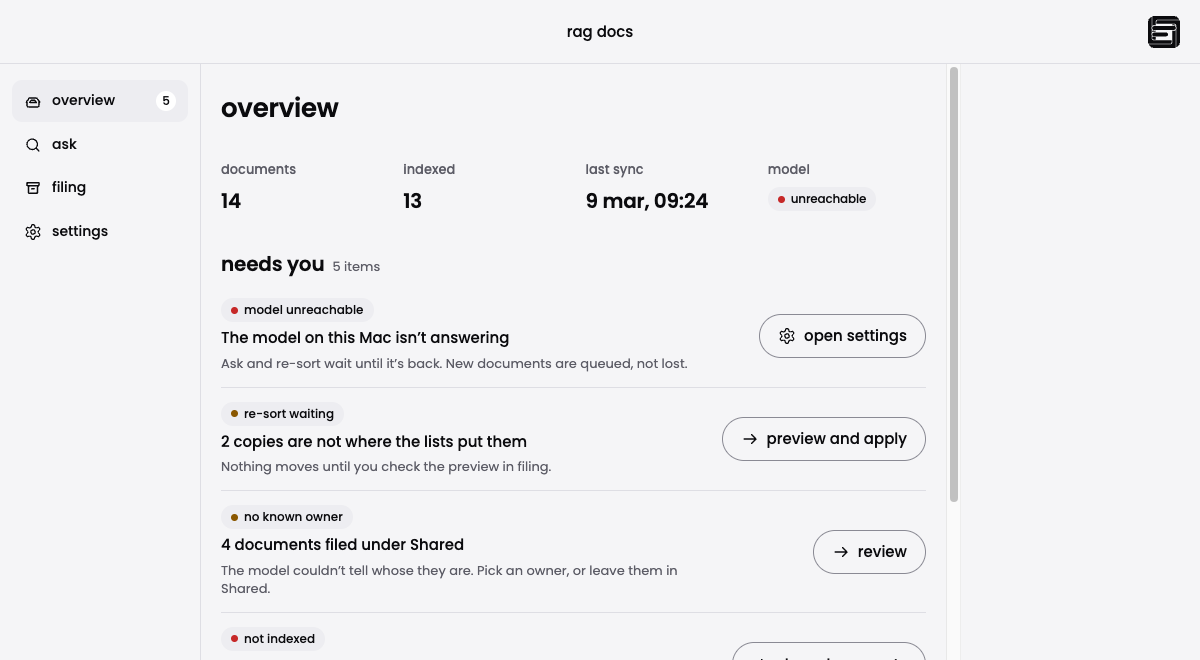 rag docs
overview 5
ask
filing
settings
overview
documents indexed last sync model
14 13 9 mar, 09:24 unreachable
needs you 5 items
model unreachable
The model on this Mac isn’t answering
Ask and re-sort wait until it’s back. New documents are queued, not lost.
open settings
re-sort waiting
2 copies are not where the lists put them
Nothing moves until you check the preview in filing.
preview and apply
no known owner
4 documents filed under Shared
The model couldn’t tell whose they are. Pick an owner, or leave them in
Shared.
review
not indexed